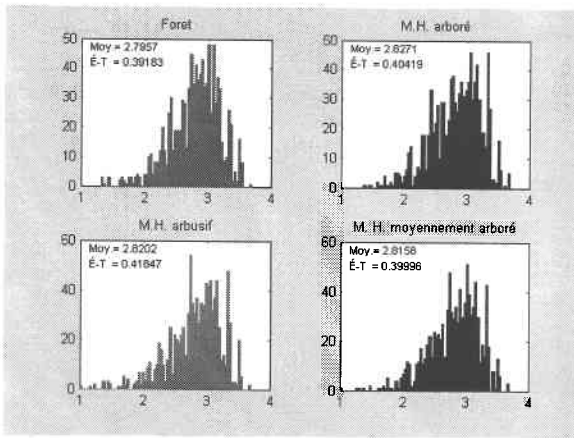 Foret
Moy.= 2.7957
É-T = 0.39183
50
40
30
20
10
0
1 2 3 4
M.H. arboré
Moy.= 2.8271
É-T = 0.40419
50
40
30
20
10
0
1 2 3 4
M.H. arbusif
Moy.= 2.8202
É-T = 0.41847
60
40
20
0
1 2 3 4
M. H. moyennement arboré
Moy.= 2.8158
É-T = 0.39996
60
40
20
0
1 2 3 4